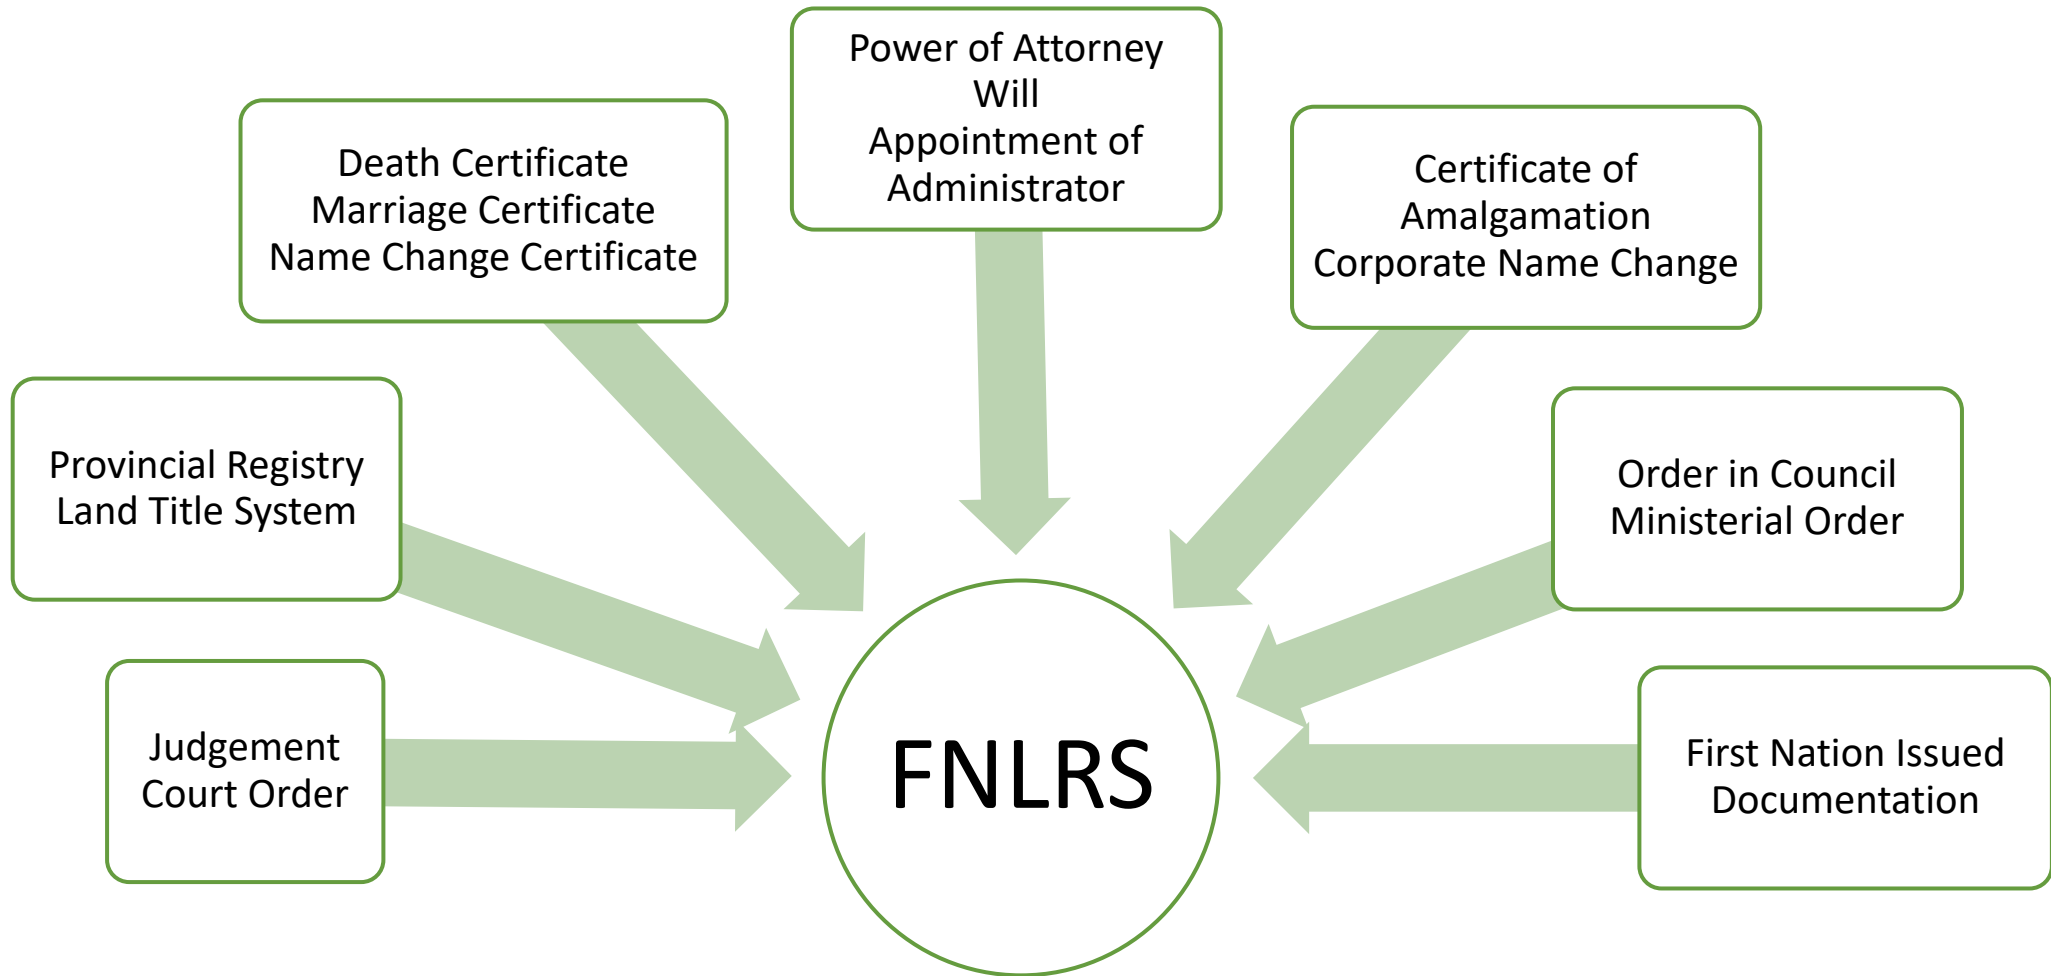 Power of Attorney
Will
Appointment of
Administrator
Death Certificate
Marriage Certificate
Name Change Certificate
Certificate of
Amalgamation
Corporate Name Change
Provincial Registry
Land Title System
Order in Council
Ministerial Order
Judgement
Court Order
FNLRS
First Nation Issued
Documentation